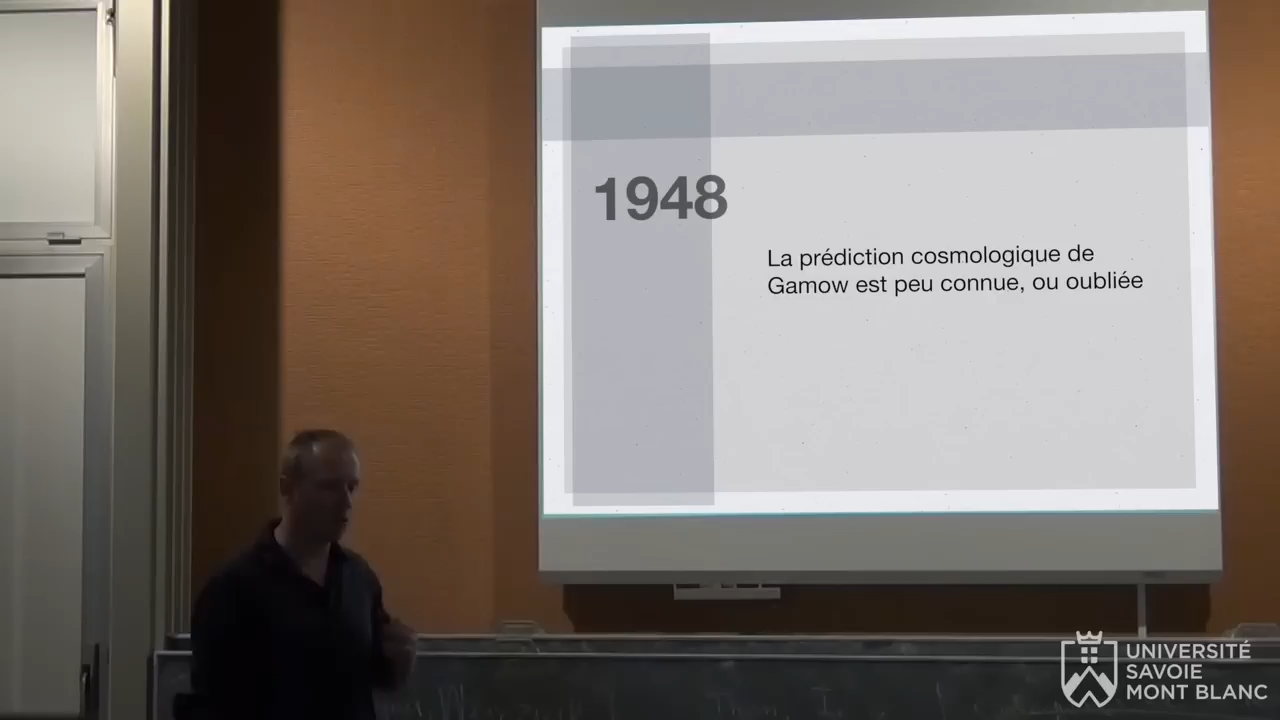 1948
La prédiction cosmologique de
Gamow est peu connue, ou oubliée
UNIVERSITÉ
SAVOIE
MONT BLANC